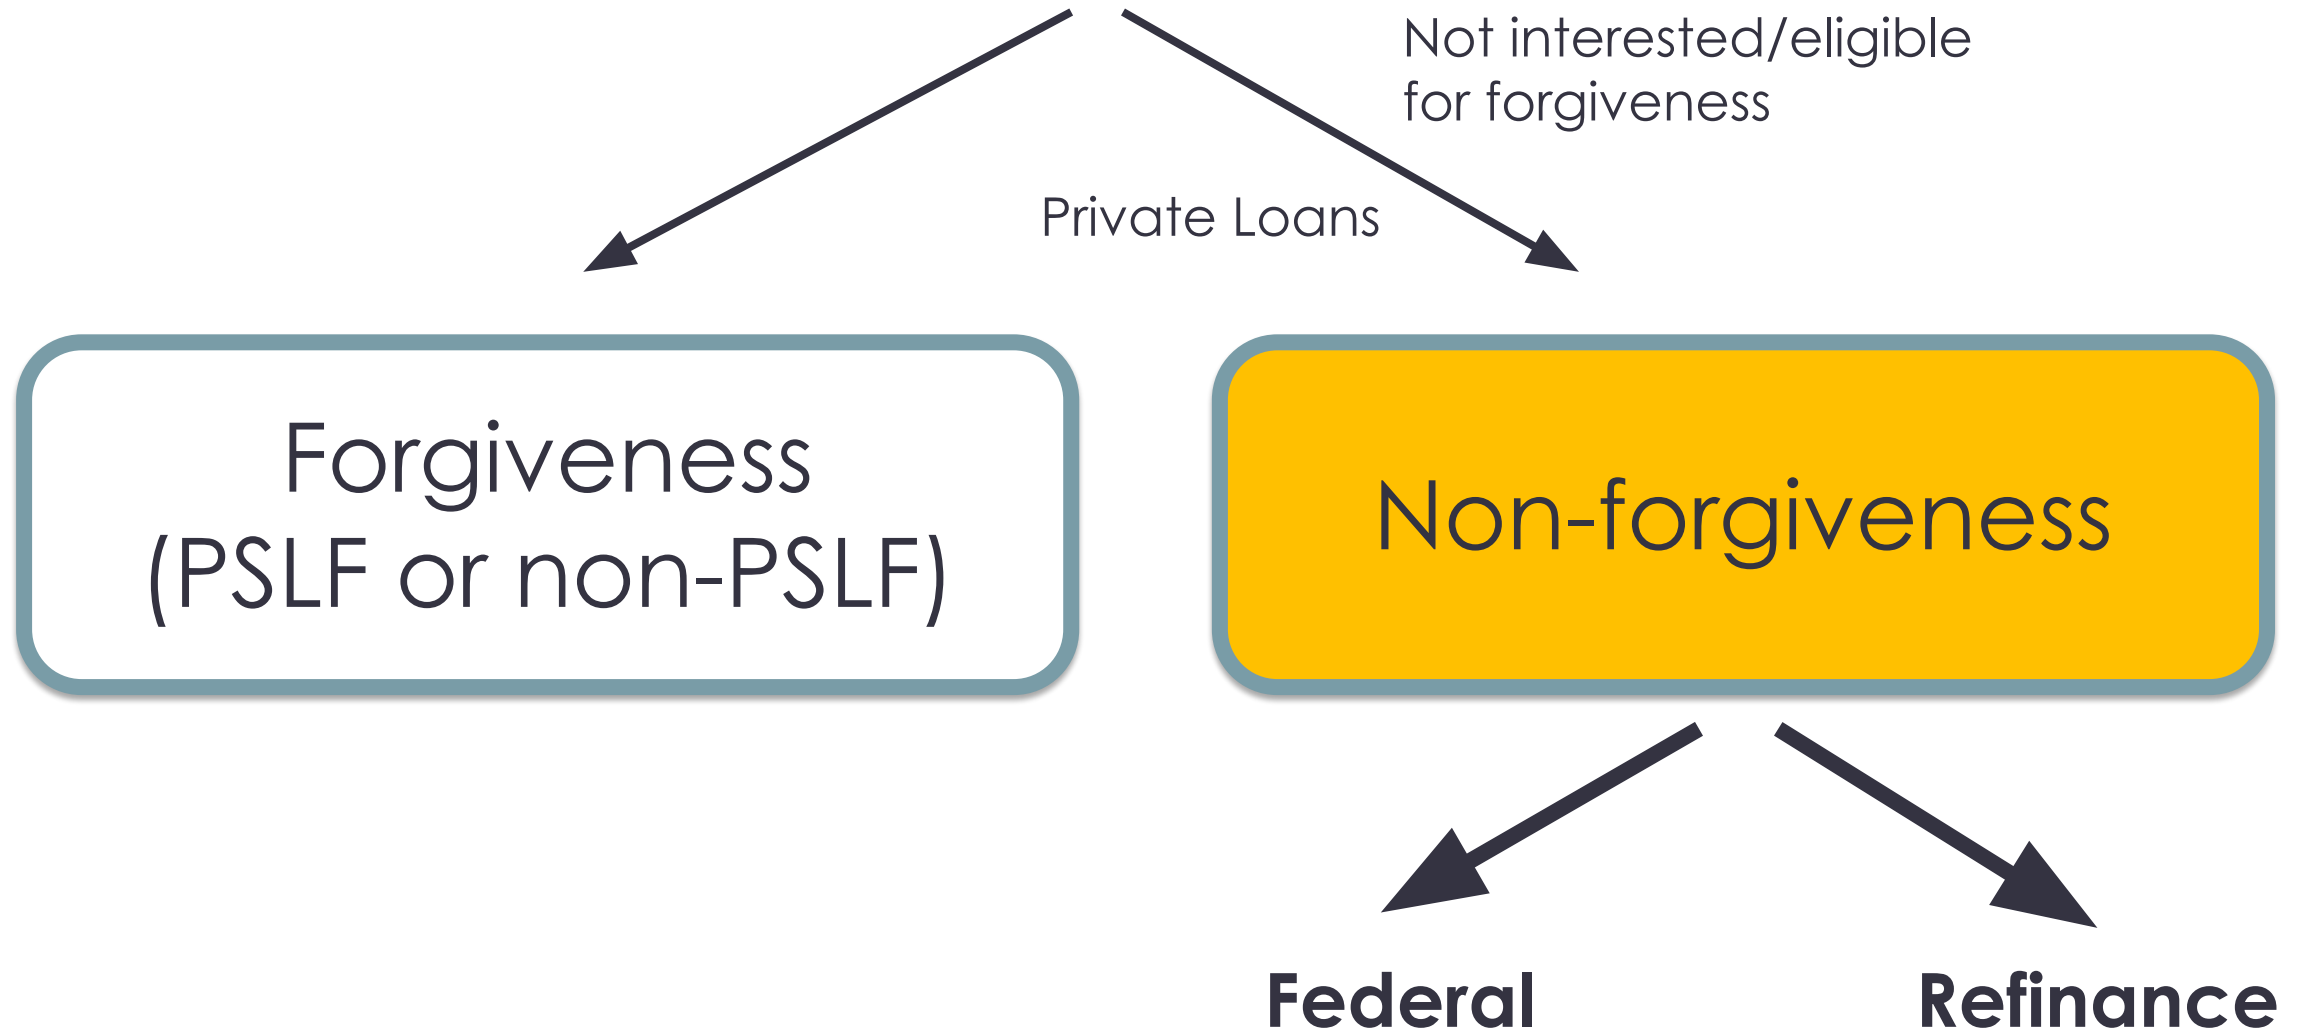 Not interested/eligible
for forgiveness
Private Loans
Forgiveness
(PSLF or non-PSLF)
Non-forgiveness
Federal
Refinance